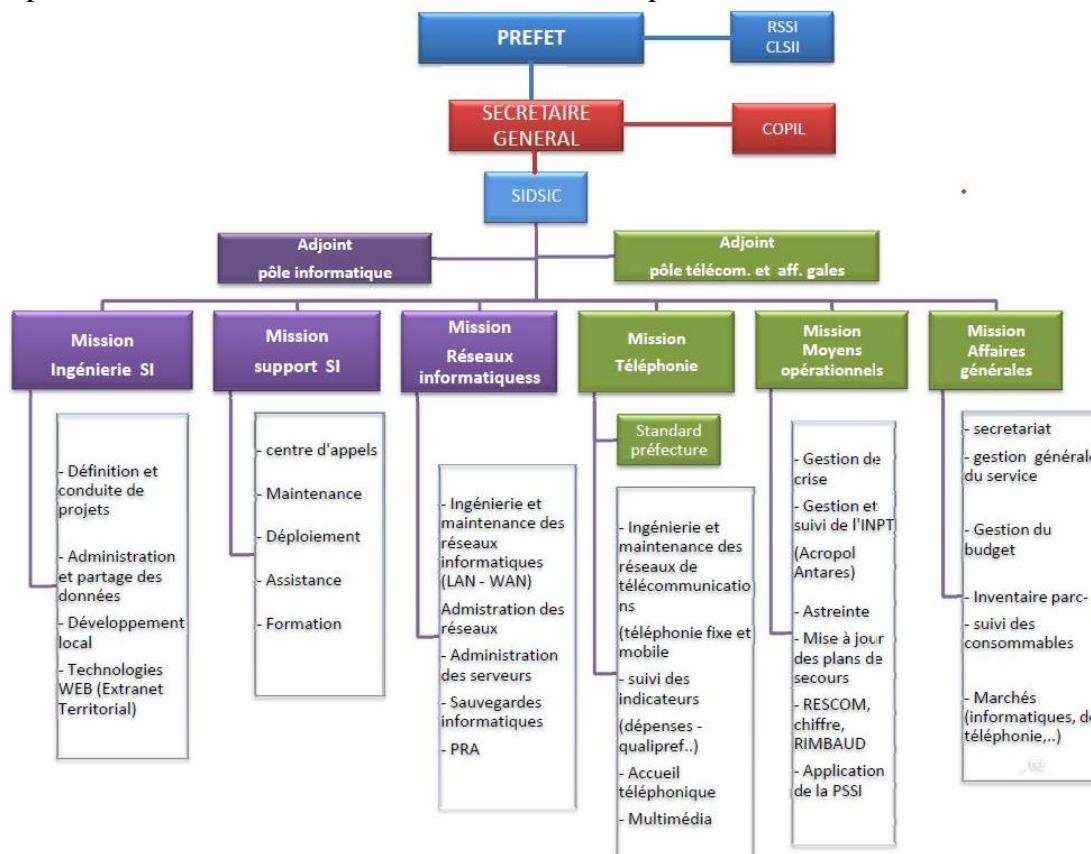 PREFET
RSSI
CLSII
SECRETAIRE
GENERAL
COPIL
SIDSIC
Adjoint
pôle informatique
Adjoint
pôle télécom. et aff. gales
Mission
Ingénierie SI
- Définition et
conduite de
projets
- Administration
et partage des
données
- Développement
local
- Technologies
WEB (Extranet
Territorial)
Mission
support SI
- centre d'appels
- Maintenance
- Déploiement
- Assistance
- Formation
Mission
Réseaux
informatiquess
- Ingénierie et
maintenance des
réseaux
informatiques
(LAN - WAN)
Admistration des
réseaux
- Administration
des serveurs
- Sauvegardes
informatiques
- PRA
Mission
Téléphonie
Standard
préfecture
- Ingénierie et
maintenance des
réseaux de
télécommunicatio
ns
(téléphonie fixe et
mobile
- suivi des
indicateurs
(dépenses -
qualipref..)
- Accueil
téléphonique
- Multimédia
Mission
Moyens
opérationnels
- Gestion de
crise
- Gestion et
suivi de l'INPT
(Acropol
Antares)
- Astreinte
- Mise à jour
des plans de
secours
- RESCOM,
chiffre,
RIMBAUD
- Application
de la PSSI
Mission
Affaires
générales
- secretariat
- gestion générale
du service
- Gestion du
budget
- Inventaire parc-
- suivi des
consommables
- Marchés
(informatiques, de
téléphonie,..)